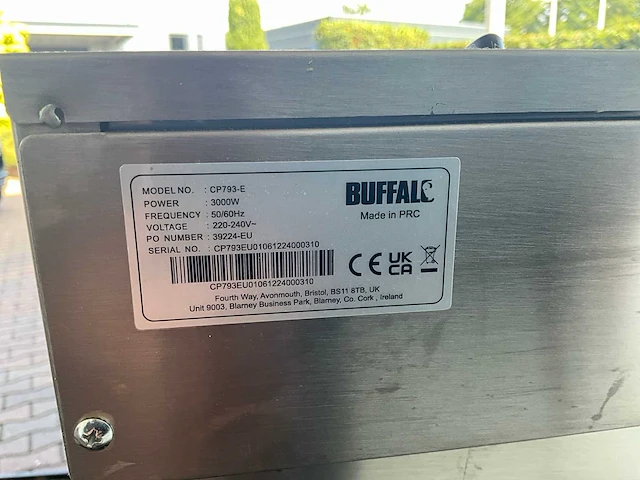 BUFFALO
Made in PRC
MODEL NO. : CP793-E
POWER : 3000W
FREQUENCY : 50/60Hz
VOLTAGE : 220-240V~
PO NUMBER : 39224-EU
SERIAL NO. : CP793EU01061224000310
CP793EU01061224000310
CE UK CA
Fourth Way, Avonmouth, Bristol, BS11 8TB, UK
Unit 9003, Blarney Business Park, Blarney, Co. Cork , Ireland